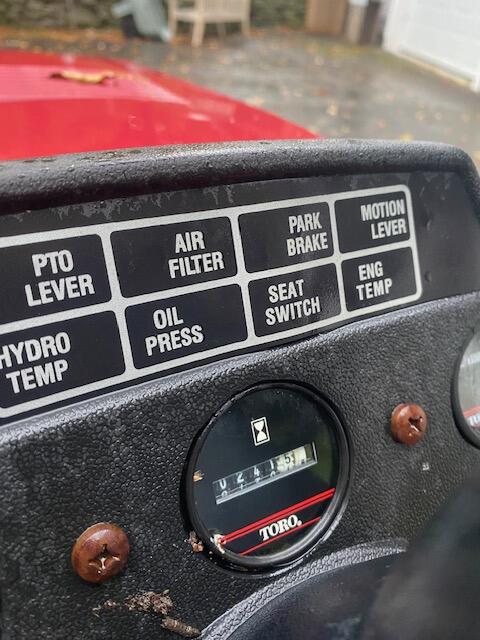 PTO
LEVER
AIR
FILTER
PARK
BRAKE
MOTION
LEVER
HYDRO
TEMP
OIL
PRESS
SEAT
SWITCH
ENG
TEMP
TORO